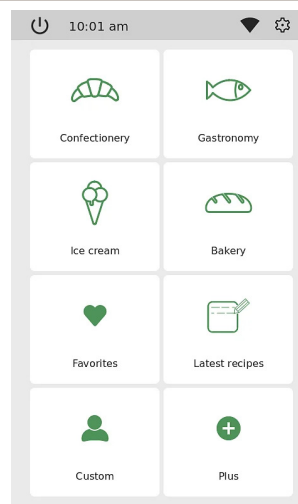 10:01 am
Confectionery
Gastronomy
Ice cream
Bakery
Favorites
Latest recipes
Custom
Plus